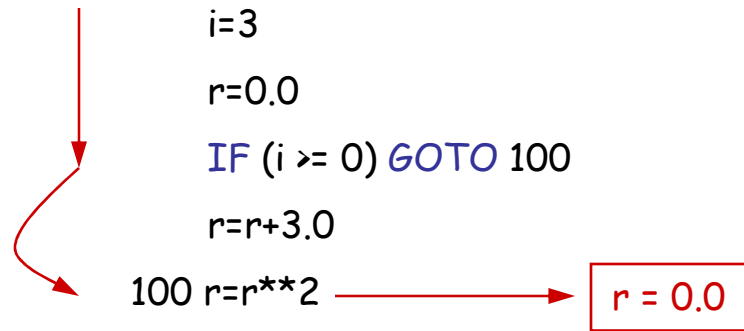 i=3
r=0.0
IF (i >= 0) GOTO 100
r=r+3.0
100 r=r**2
r = 0.0